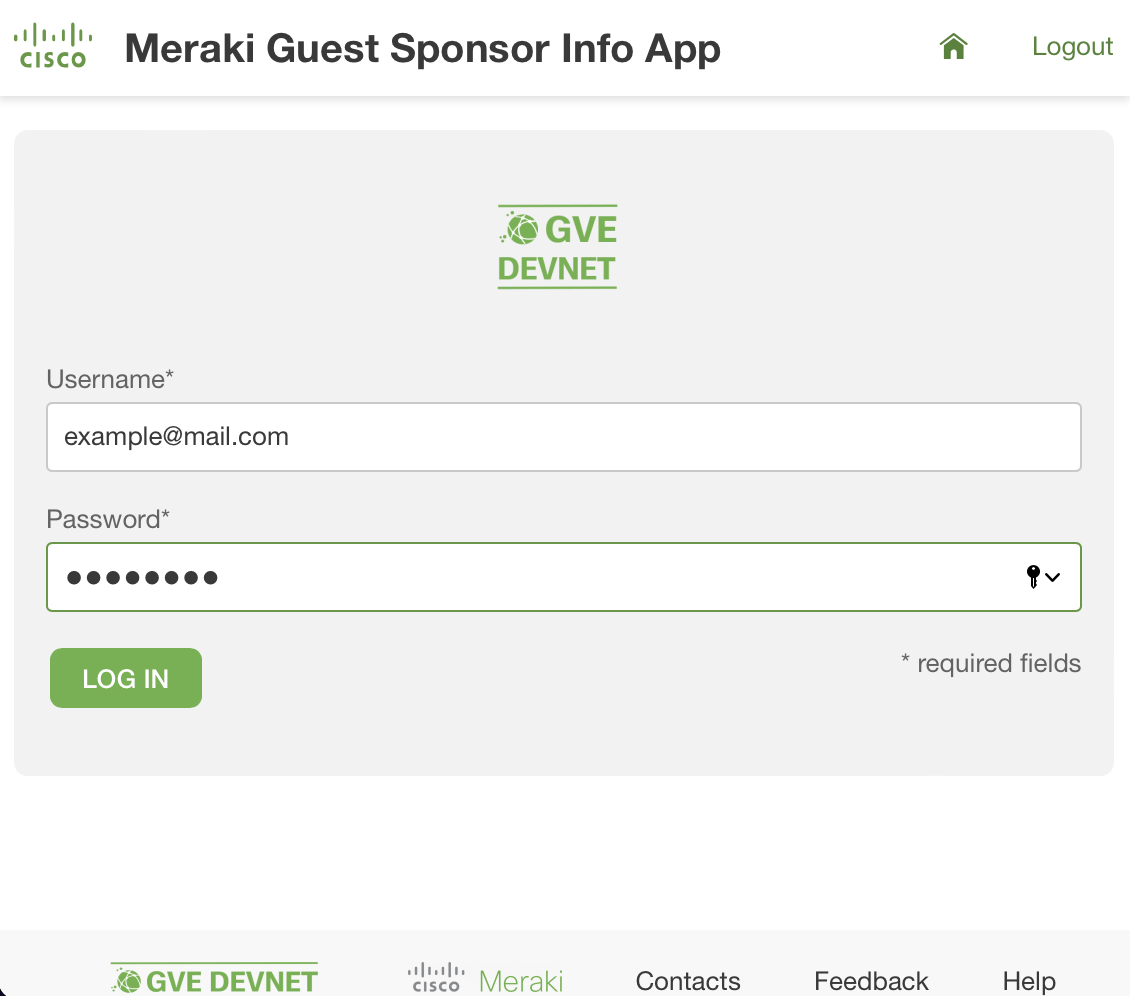 CISCO
Meraki Guest Sponsor Info App
Logout
GVE
DEVNET
Username*
example@mail.com
Password*
LOG IN
* required fields
GVE DEVNET
CISCO Meraki
Contacts
Feedback
Help